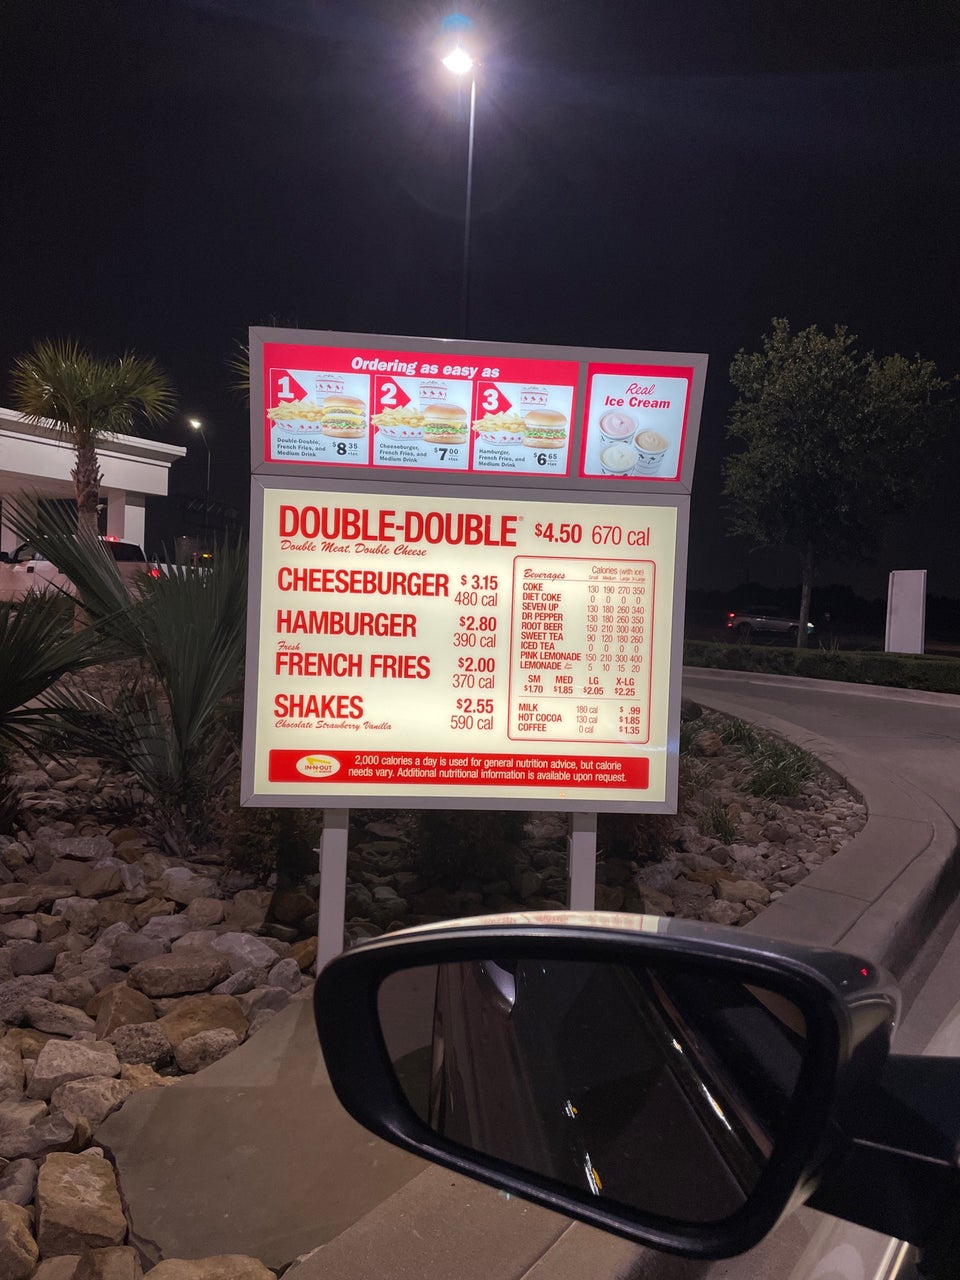 Ordering as easy as
1
Double-Double,
French Fries, and
Medium Drink
$8 35
+tax
2
Cheeseburger,
French Fries, and
Medium Drink
$7 00
+tax
3
Hamburger,
French Fries, and
Medium Drink
$6 65
+tax
Real
Ice Cream
DOUBLE-DOUBLE® $4.50 670 cal
Double Meat, Double Cheese
CHEESEBURGER $3.15
480 cal
HAMBURGER $2.80
390 cal
Fresh
FRENCH FRIES $2.00
370 cal
SHAKES $2.55
Chocolate Strawberry Vanilla 590 cal
Beverages Calories (with ice)
Small Medium Large X-Large
COKE 130 190 270 350
DIET COKE 0 0 0 0
SEVEN UP 130 180 260 340
DR PEPPER 130 180 260 350
ROOT BEER 150 210 300 400
SWEET TEA 90 120 180 260
ICED TEA 0 0 0 0
PINK LEMONADE 150 210 300 400
LEMONADE 5 10 15 20
SM MED LG X-LG
$1.70 $1.85 $2.05 $2.25
MILK 180 cal $ .99
HOT COCOA 130 cal $1.85
COFFEE 0 cal $1.35
IN-N-OUT
2,000 calories a day is used for general nutrition advice, but calorie
needs vary. Additional nutritional information is available upon request.